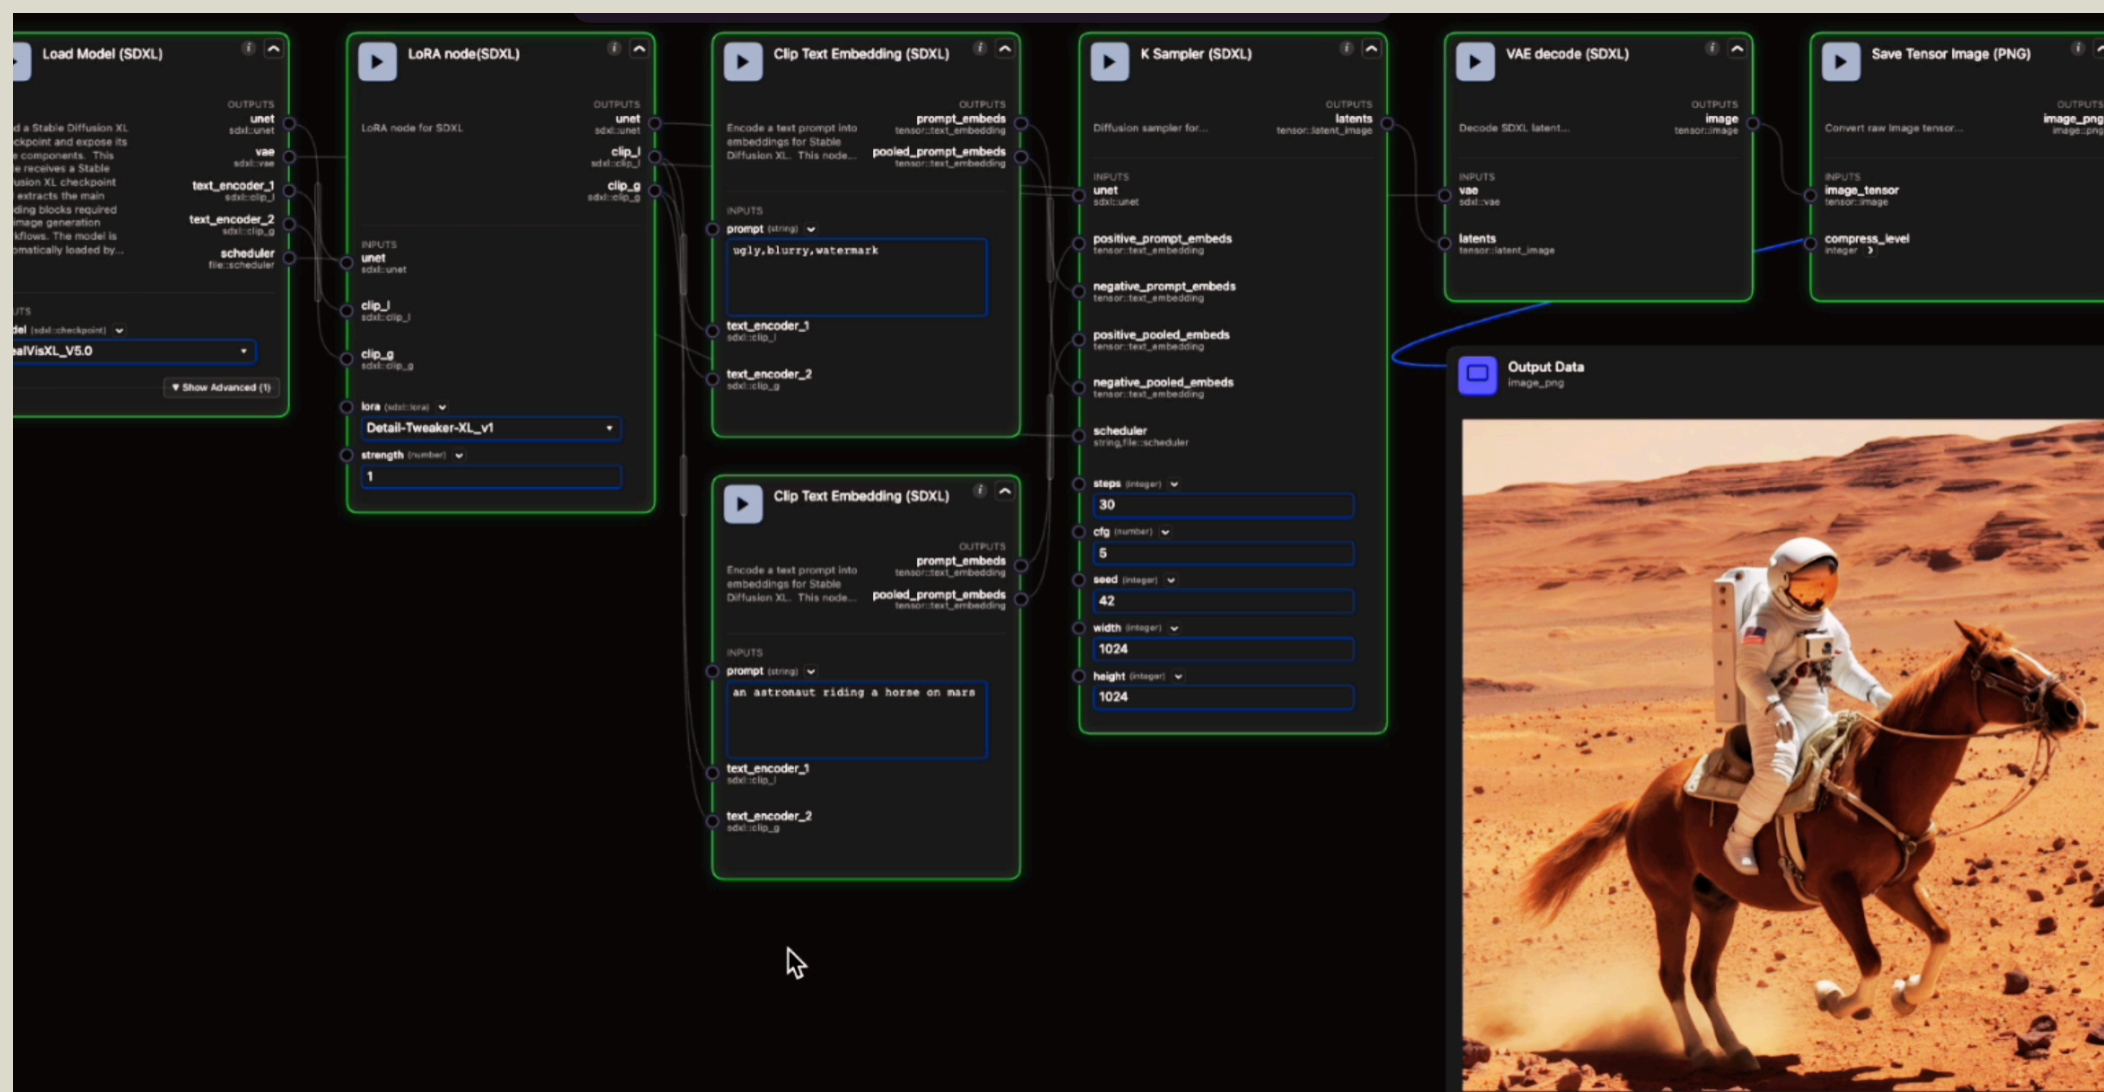 Load Model (SDXL)
OUTPUTS
unet
sdxl::unet
d a Stable Diffusion XL
ckpoint and expose its
e components. This
e receives a Stable
usion XL checkpoint
extracts the main
ding blocks required
image generation
kflows. The model is
omatically loaded by...
vae
sdxl::vae
text_encoder_1
sdxl::clip_l
text_encoder_2
sdxl::clip_g
scheduler
file::scheduler
UTS
del (sdxl::checkpoint)
ealVisXL_V5.0
▼ Show Advanced (1)
LoRA node(SDXL)
OUTPUTS
LoRA node for SDXL
unet
sdxl::unet
clip_l
sdxl::clip_l
clip_g
sdxl::clip_g
INPUTS
unet
sdxl::unet
clip_l
sdxl::clip_l
clip_g
sdxl::clip_g
lora (sdxl::lora)
Detail-Tweaker-XL_v1
strength (number)
1
Clip Text Embedding (SDXL)
OUTPUTS
Encode a text prompt into
embeddings for Stable
Diffusion XL. This node...
prompt_embeds
tensor::text_embedding
pooled_prompt_embeds
tensor::text_embedding
INPUTS
prompt (string)
ugly,blurry,watermark
text_encoder_1
sdxl::clip_l
text_encoder_2
sdxl::clip_g
Clip Text Embedding (SDXL)
OUTPUTS
Encode a text prompt into
embeddings for Stable
Diffusion XL. This node...
prompt_embeds
tensor::text_embedding
pooled_prompt_embeds
tensor::text_embedding
INPUTS
prompt (string)
an astronaut riding a horse on mars
text_encoder_1
sdxl::clip_l
text_encoder_2
sdxl::clip_g
K Sampler (SDXL)
OUTPUTS
Diffusion sampler for...
latents
tensor::latent_image
INPUTS
unet
sdxl::unet
positive_prompt_embeds
tensor::text_embedding
negative_prompt_embeds
tensor::text_embedding
positive_pooled_embeds
tensor::text_embedding
negative_pooled_embeds
tensor::text_embedding
scheduler
string,file::scheduler
steps (integer)
30
cfg (number)
5
seed (integer)
42
width (integer)
1024
height (integer)
1024
VAE decode (SDXL)
OUTPUTS
Decode SDXL latent...
image
tensor::image
INPUTS
vae
sdxl::vae
latents
tensor::latent_image
Save Tensor Image (PNG)
OUTPUTS
Convert raw image tensor...
image_png
image::png
INPUTS
image_tensor
tensor::image
compress_level
integer
Output Data
image_png